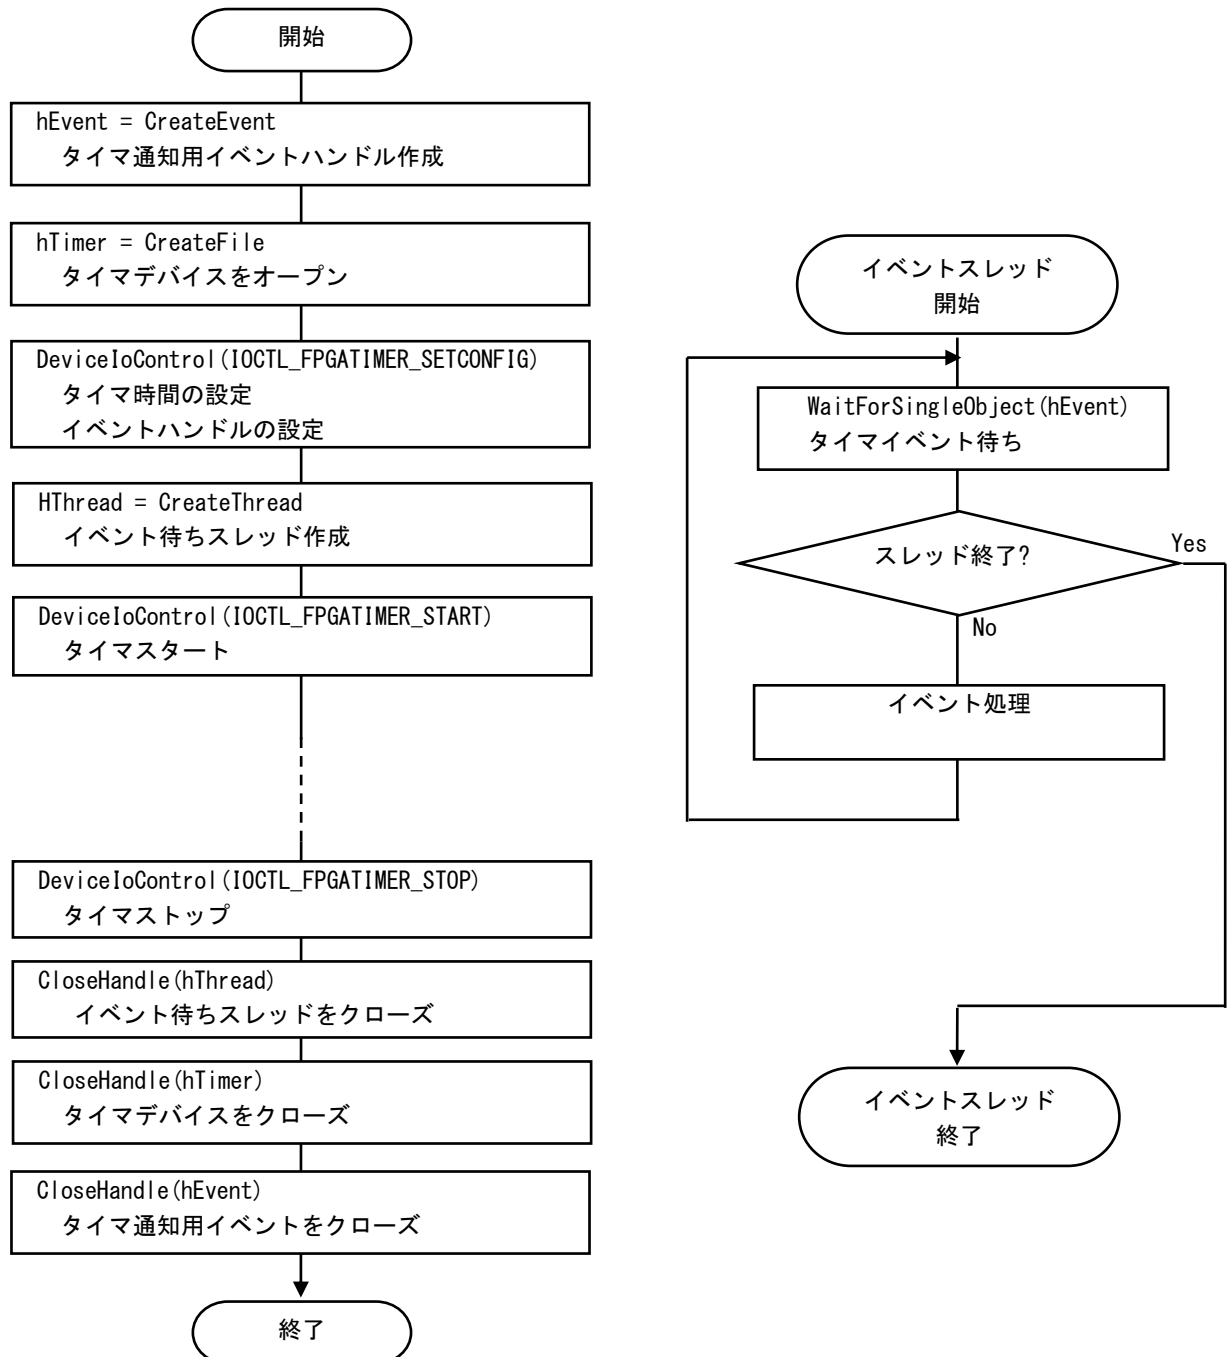 開始
hEvent = CreateEvent
タイマ通知用イベントハンドル作成
hTimer = CreateFile
タイマデバイスをオープン
DeviceIoControl(IOCTL_FPGATIMER_SETCONFIG)
タイマ時間の設定
イベントハンドルの設定
HThread = CreateThread
イベント待ちスレッド作成
DeviceIoControl(IOCTL_FPGATIMER_START)
タイマスタート
DeviceIoControl(IOCTL_FPGATIMER_STOP)
タイマストップ
CloseHandle(hThread)
イベント待ちスレッドをクローズ
CloseHandle(hTimer)
タイマデバイスをクローズ
CloseHandle(hEvent)
タイマ通知用イベントをクローズ
終了
イベントスレッド
開始
WaitForSingleObject(hEvent)
タイマイベント待ち
スレッド終了?
Yes
No
イベント処理
イベントスレッド
終了